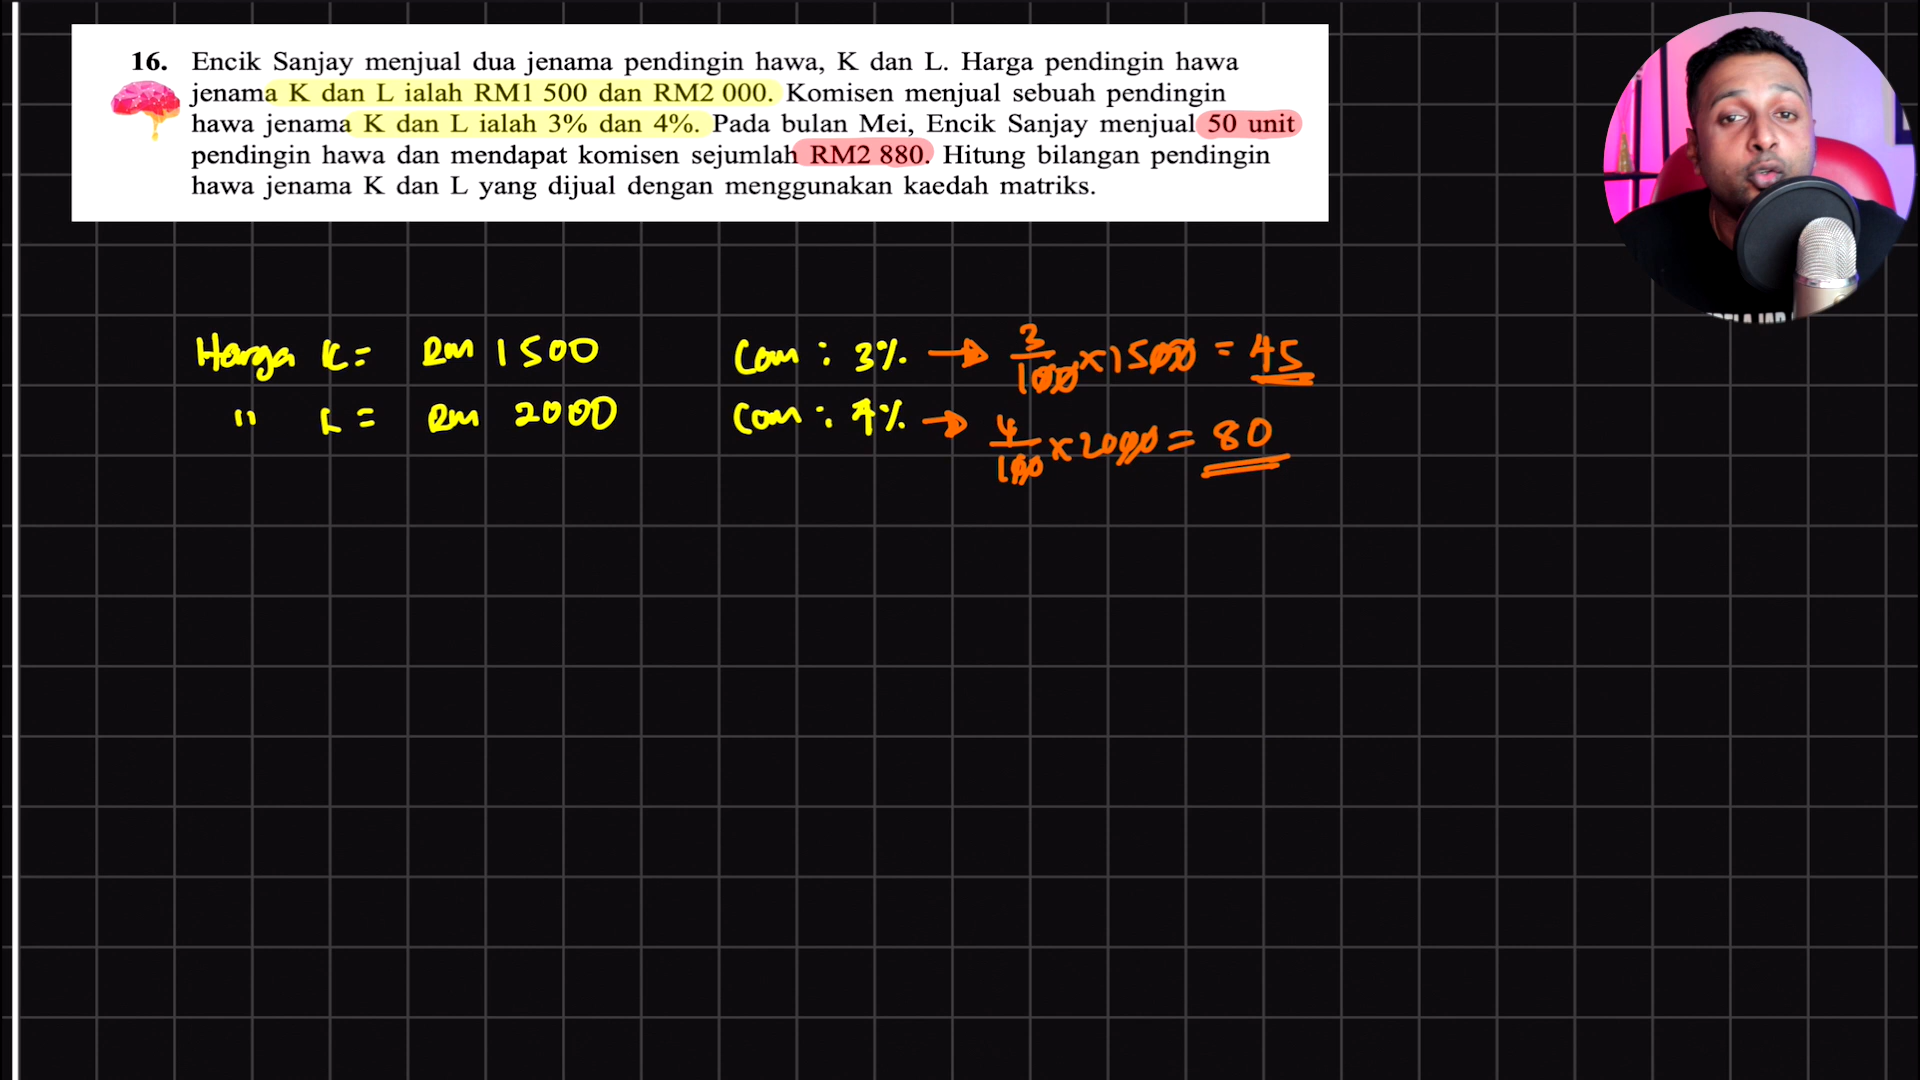 16. Encik Sanjay menjual dua jenama pendingin hawa, K dan L. Harga pendingin hawa
jenama K dan L ialah RM1 500 dan RM2 000. Komisen menjual sebuah pendingin
hawa jenama K dan L ialah 3% dan 4%. Pada bulan Mei, Encik Sanjay menjual 50 unit
pendingin hawa dan mendapat komisen sejumlah RM2 880. Hitung bilangan pendingin
hawa jenama K dan L yang dijual dengan menggunakan kaedah matriks.
Harga K = RM 1500 Com : 3% → 3/100 × 1500 = 45
" L = RM 2000 Com : 4% → 4/100 × 2000 = 80